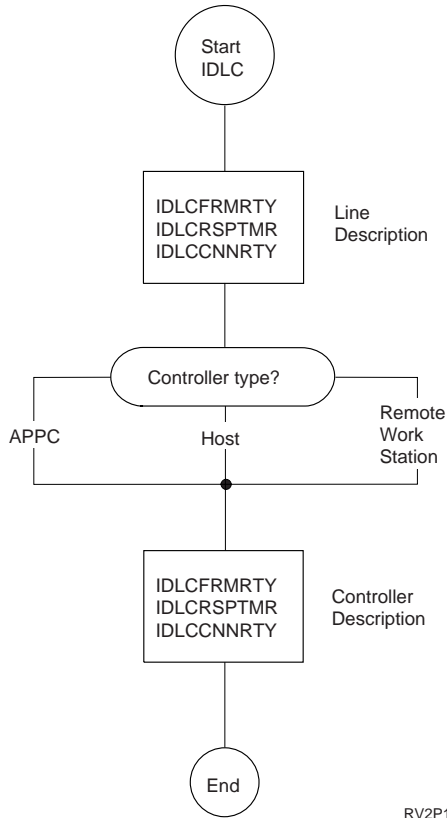 Start
IDLC
IDLCFRMRTY
IDLCRSPTMR
IDLCCNNRTY
Line
Description
Controller type?
APPC
Host
Remote
Work
Station
IDLCFRMRTY
IDLCRSPTMR
IDLCCNNRTY
Controller
Description
End
RV2P1